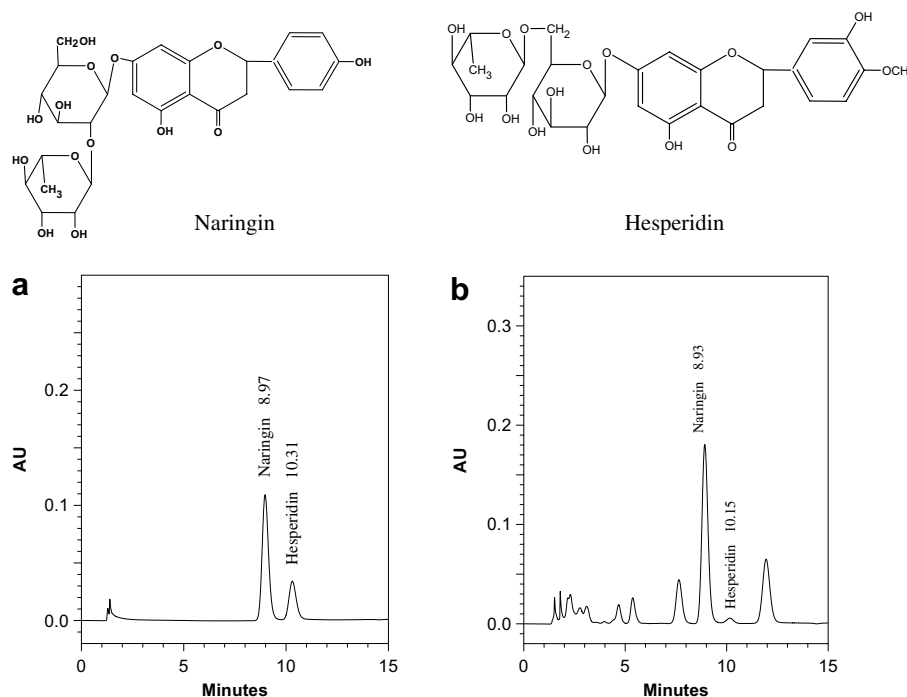 CH₂OH
O
O
O
OH
OH
OH
OH
O
OH
O
O
OH
CH₃
OH
OH
Naringin
OH
O
O
O
CH₂
CH₃
OH
OH
O
O
OH
OH
OH
O
OH
O
OH
OCH
Hesperidin
a
0.2
0.1
0.0
AU
Naringin 8.97
Hesperidin 10.31
0
5
10
15
Minutes
b
0.3
0.2
0.1
0.0
AU
Naringin 8.93
Hesperidin 10.15
0
5
10
15
Minutes